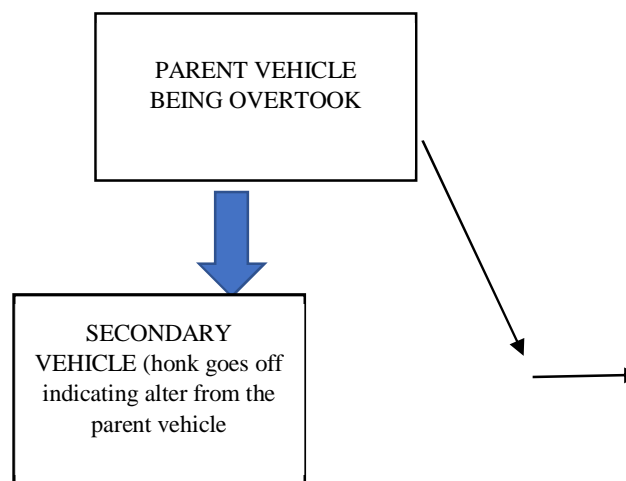 PARENT VEHICLE
BEING OVERTOOK
SECONDARY
VEHICLE (honk goes off
indicating alter from the
parent vehicle